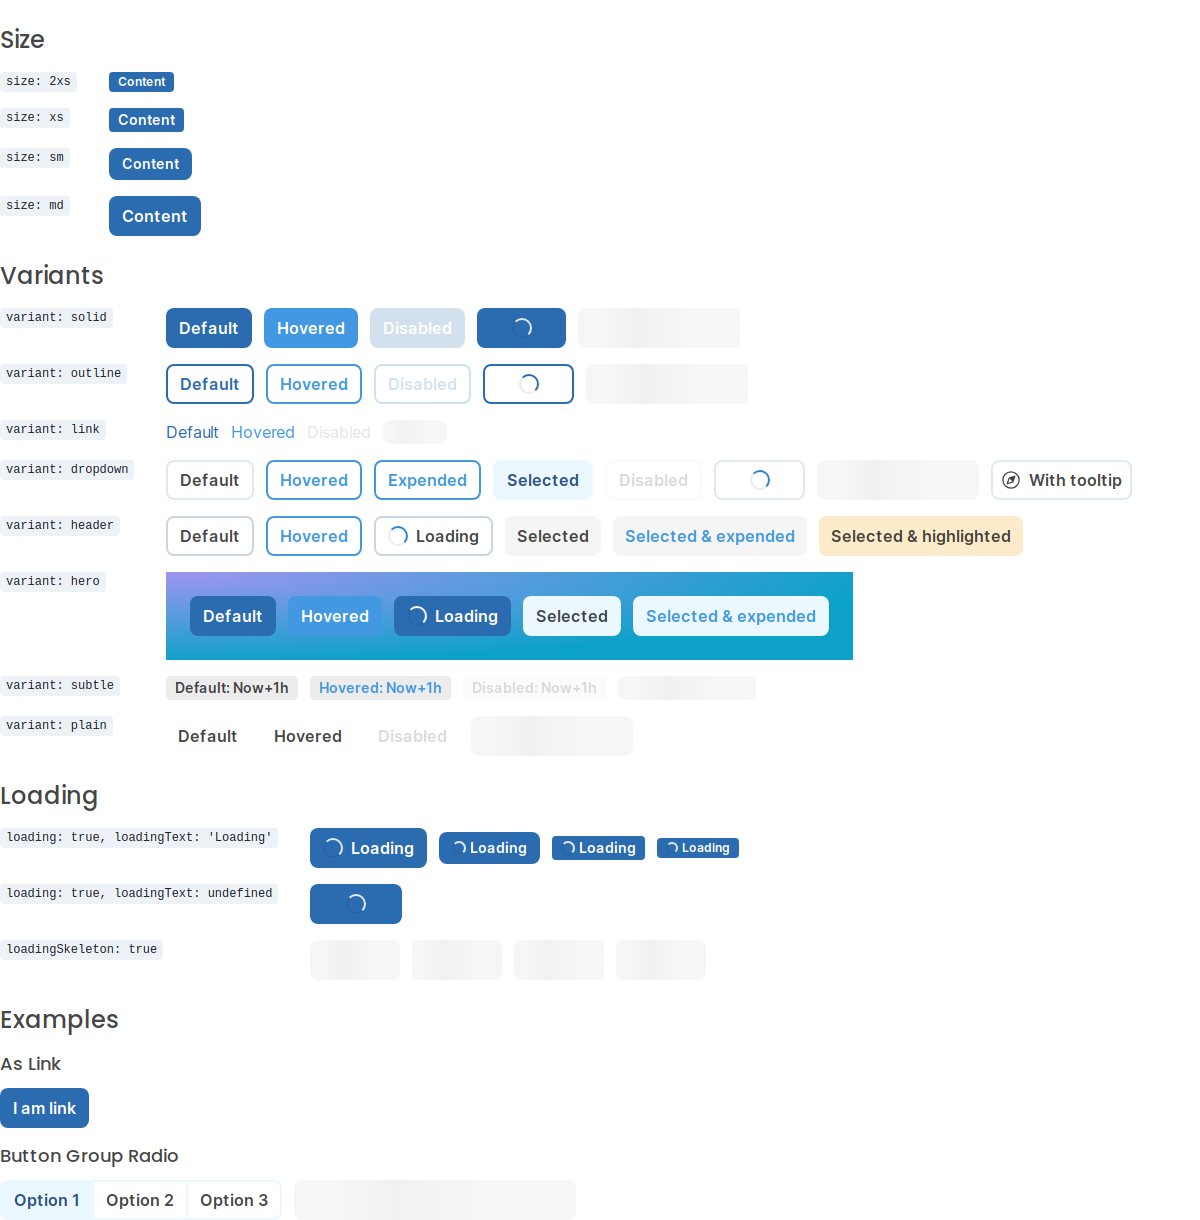 Size
size: 2xs Content
size: xs Content
size: sm Content
size: md Content
Variants
variant: solid Default Hovered Disabled
variant: outline Default Hovered Disabled
variant: link Default Hovered Disabled
variant: dropdown Default Hovered Expended Selected Disabled With tooltip
variant: header Default Hovered Loading Selected Selected & expended Selected & highlighted
variant: hero Default Hovered Loading Selected Selected & expended
variant: subtle Default: Now+1h Hovered: Now+1h Disabled: Now+1h
variant: plain Default Hovered Disabled
Loading
loading: true, loadingText: 'Loading' Loading Loading Loading Loading
loading: true, loadingText: undefined
loadingSkeleton: true
Examples
As Link
I am link
Button Group Radio
Option 1 Option 2 Option 3